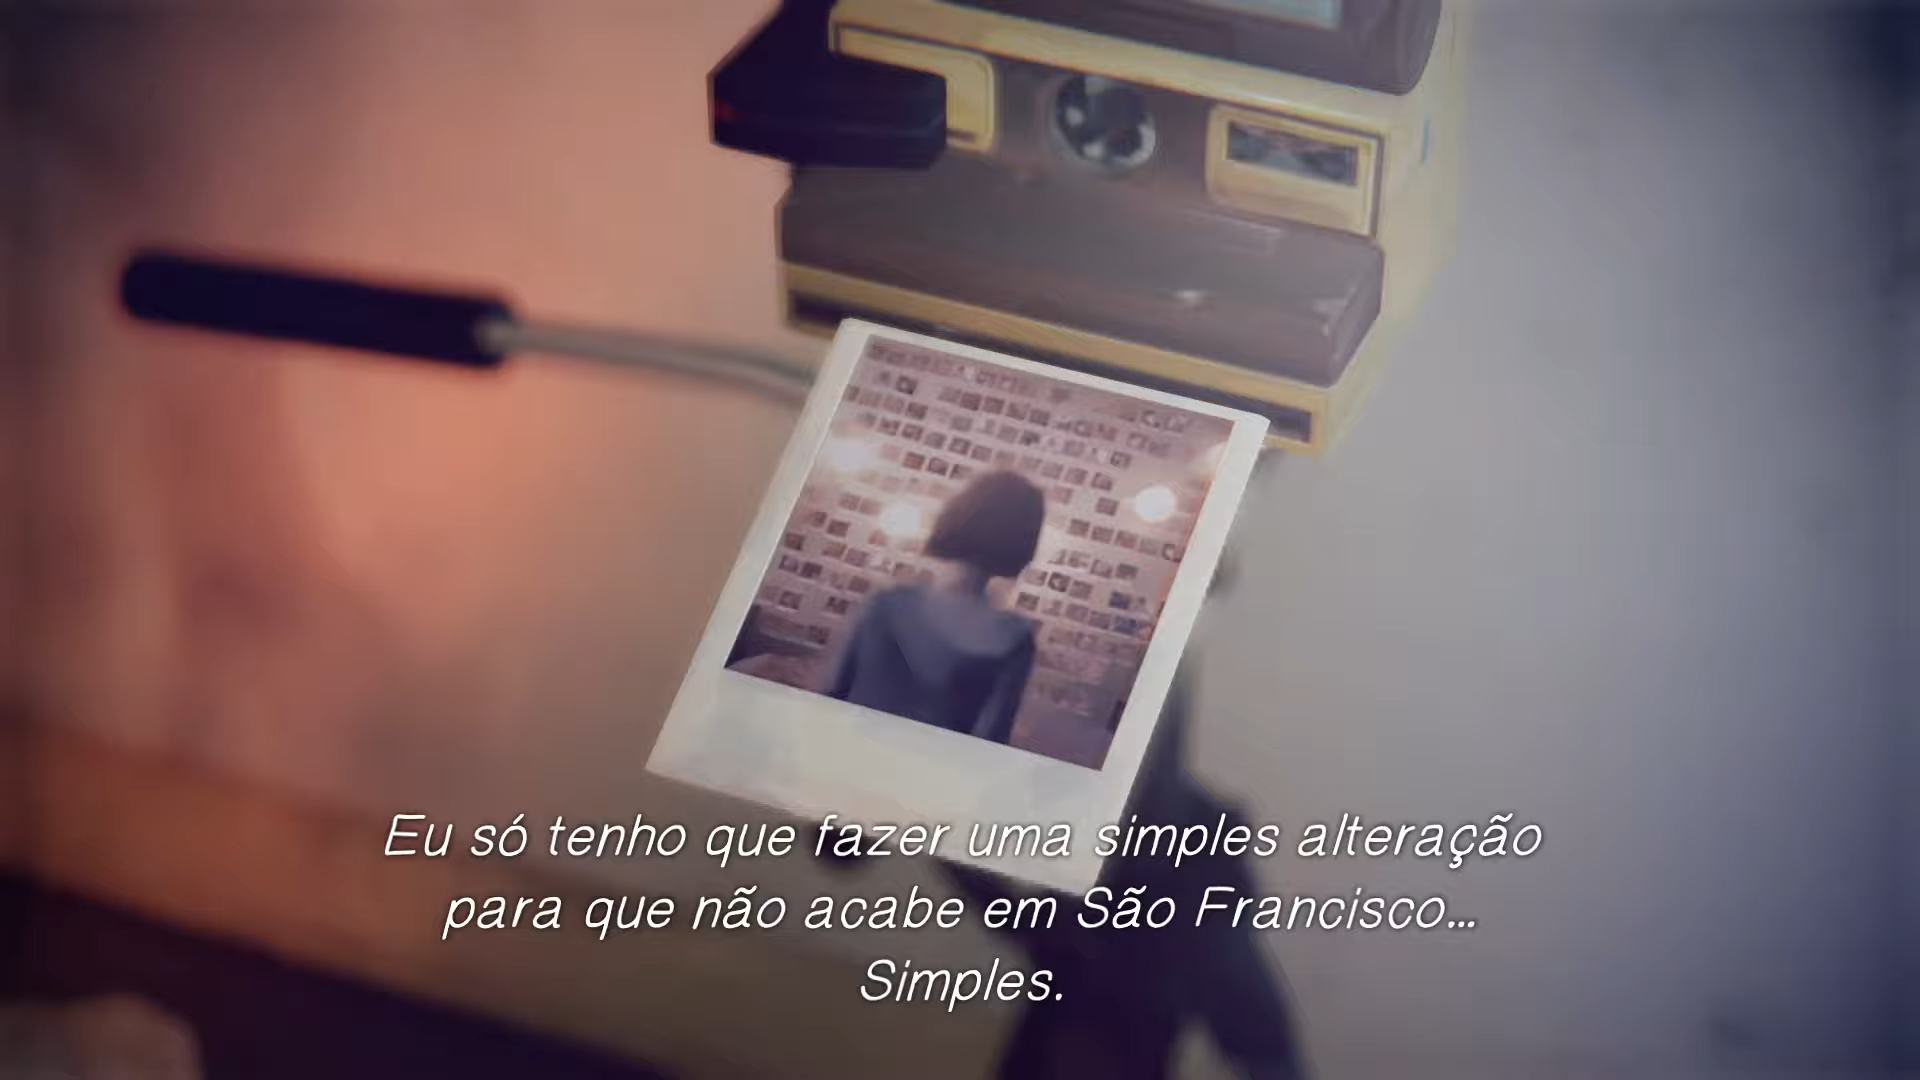 Eu só tenho que fazer uma simples alteração
para que não acabe em São Francisco...
Simples.